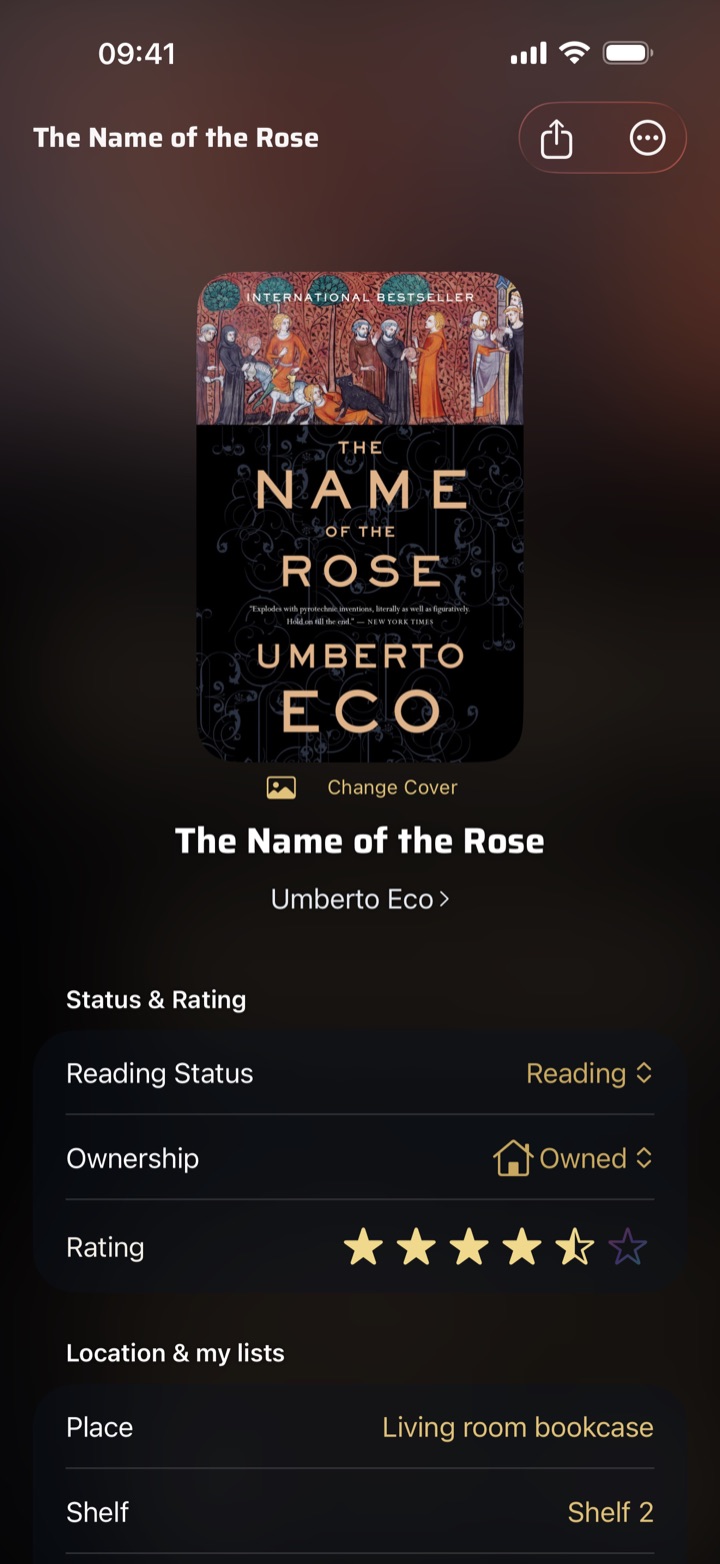 09:41
The Name of the Rose
INTERNATIONAL BESTSELLER
THE
NAME
OF THE
ROSE
"Explodes with pyrotechnic inventions, literally as well as figuratively.
Hold on till the end." — NEW YORK TIMES
UMBERTO
ECO
Change Cover
The Name of the Rose
Umberto Eco
Status & Rating
Reading Status Reading
Ownership Owned
Rating
Location & my lists
Place Living room bookcase
Shelf Shelf 2